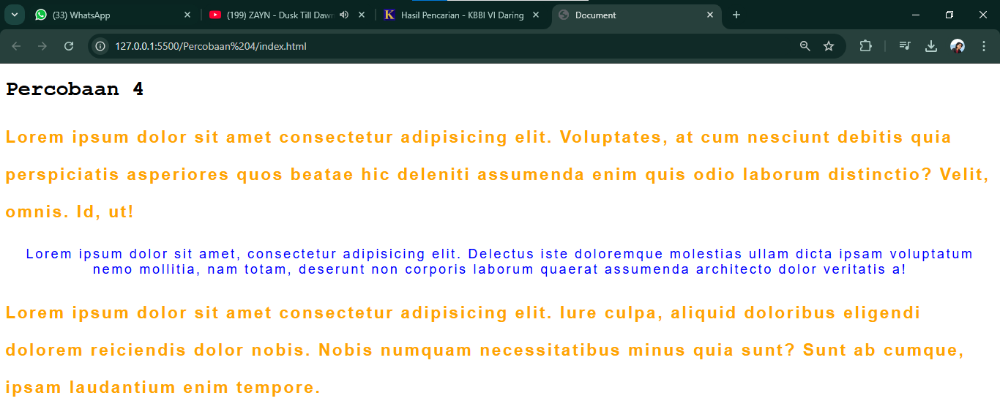 (33) WhatsApp
(199) ZAYN - Dusk Till Dawn
Hasil Pencarian - KBBI VI Daring
Document
127.0.0.1:5500/Percobaan%204/index.html
Percobaan 4
Lorem ipsum dolor sit amet consectetur adipisicing elit. Voluptates, at cum nesciunt debitis quia
perspiciatis asperiores quos beatae hic deleniti assumenda enim quis odio laborum distinctio? Velit,
omnis. Id, ut!
Lorem ipsum dolor sit amet, consectetur adipisicing elit. Delectus iste doloremque molestias ullam dicta ipsam voluptatum
nemo mollitia, nam totam, deserunt non corporis laborum quaerat assumenda architecto dolor veritatis a!
Lorem ipsum dolor sit amet consectetur adipisicing elit. Iure culpa, aliquid doloribus eligendi
dolorem reiciendis dolor nobis. Nobis numquam necessitatibus minus quia sunt? Sunt ab cumque,
ipsam laudantium enim tempore.